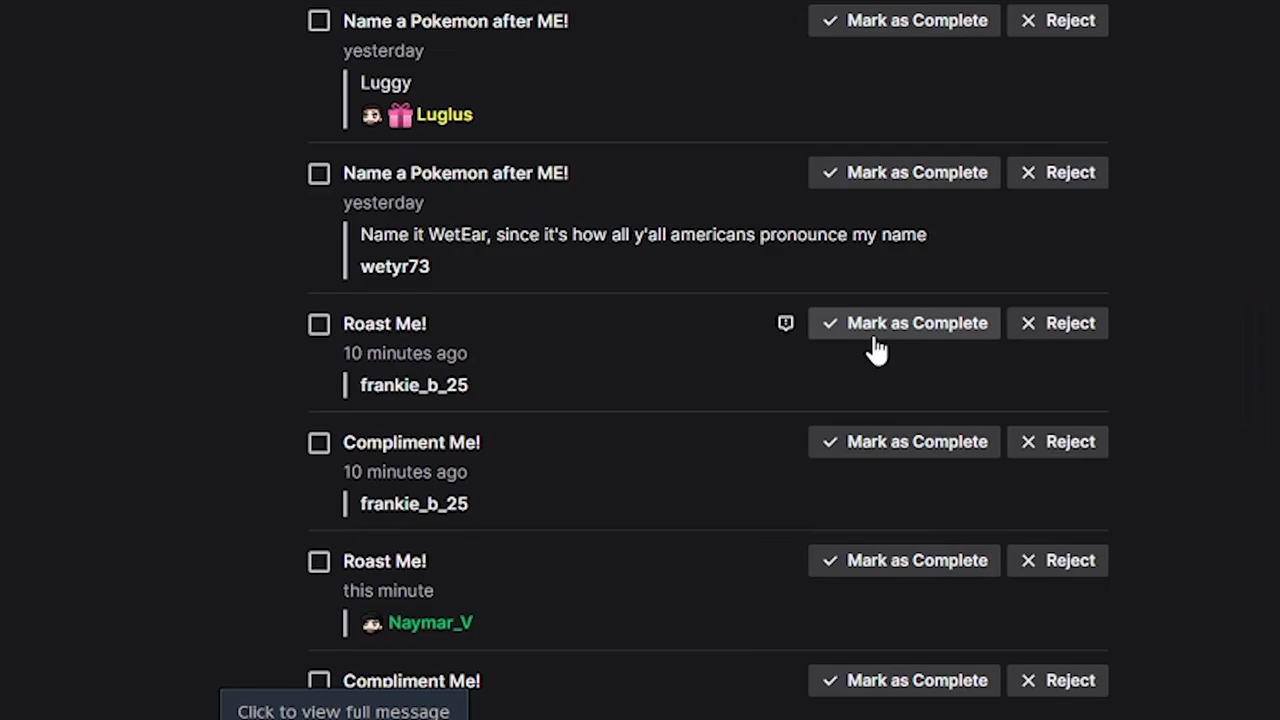 Name a Pokemon after ME!
Mark as Complete
Reject
yesterday
Luggy
Luglus
Name a Pokemon after ME!
Mark as Complete
Reject
yesterday
Name it WetEar, since it's how all y'all americans pronounce my name
wetyr73
Roast Me!
Mark as Complete
Reject
10 minutes ago
frankie_b_25
Compliment Me!
Mark as Complete
Reject
10 minutes ago
frankie_b_25
Roast Me!
Mark as Complete
Reject
this minute
Naymar_V
Compliment Me!
Mark as Complete
Reject
Click to view full message